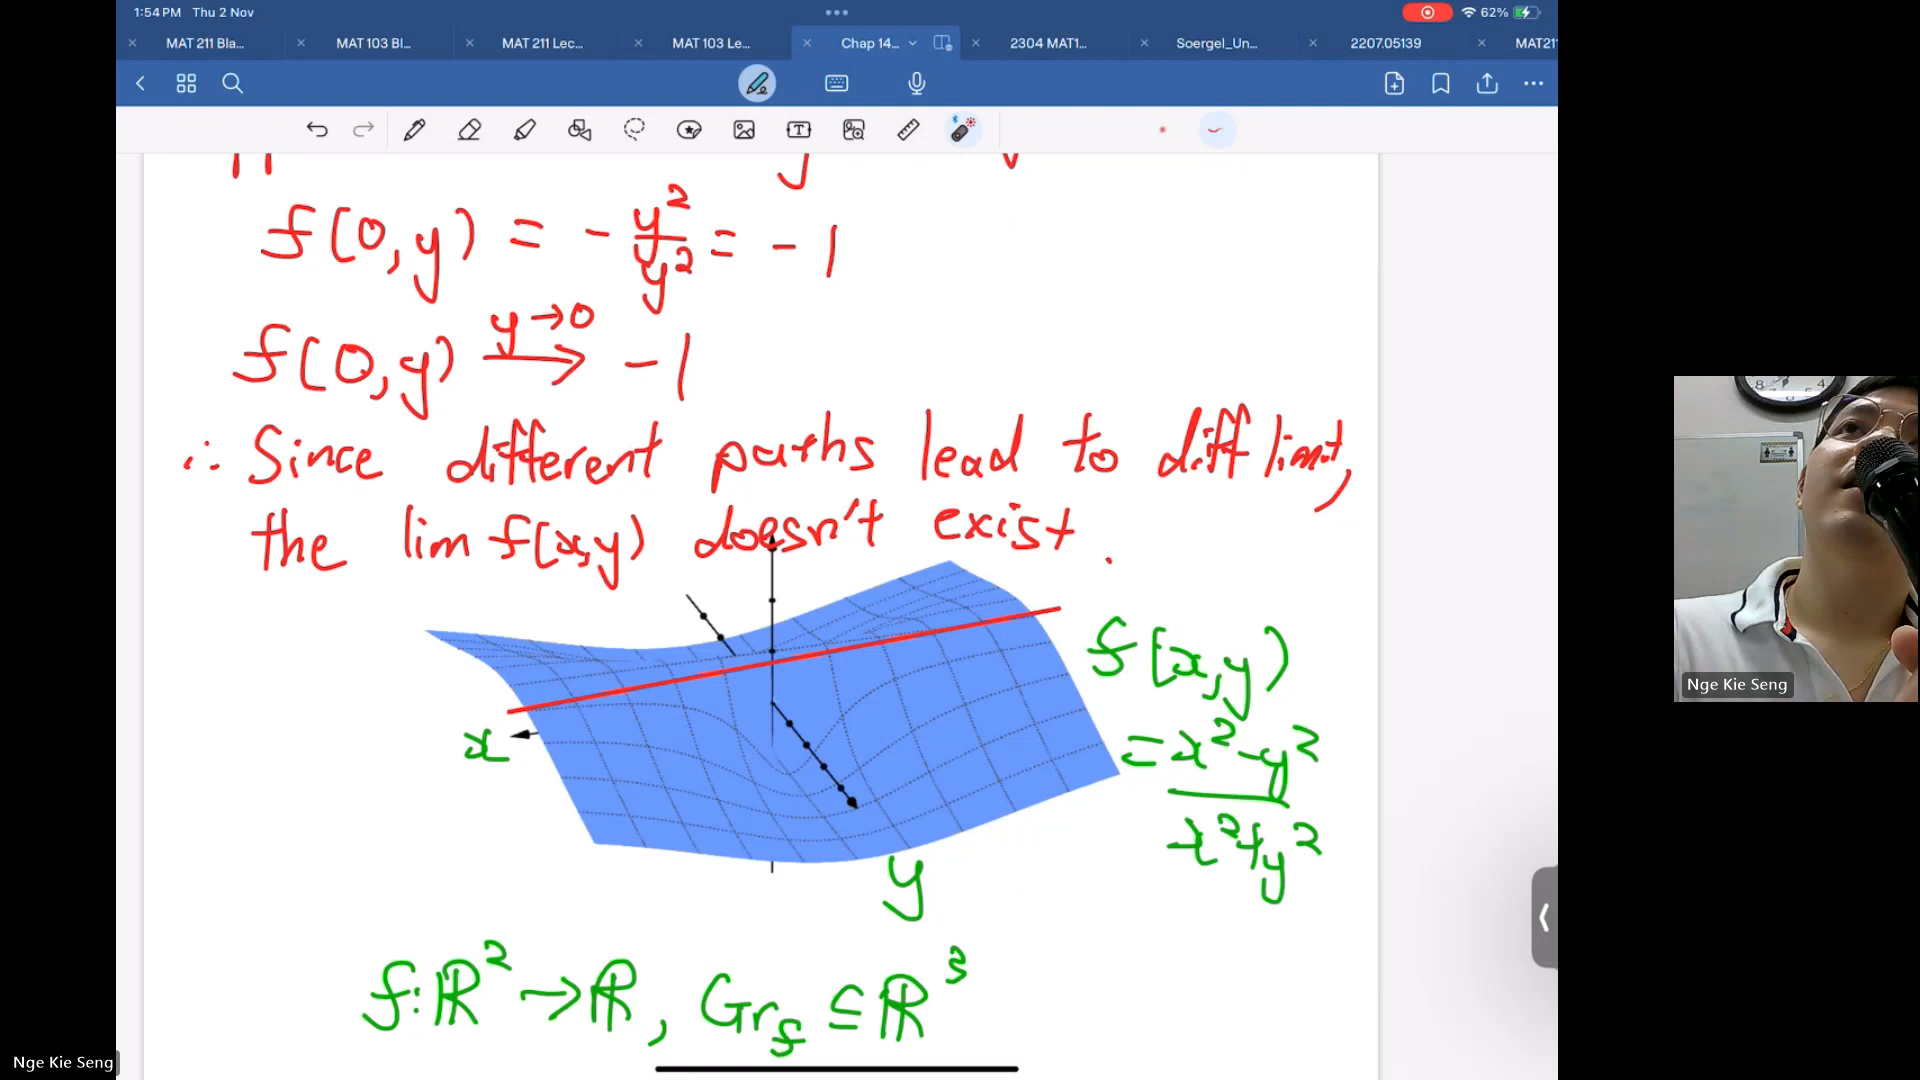 1:54 PM Thu 2 Nov
62%
MAT 211 Bla...
MAT 103 Bl...
MAT 211 Lec...
MAT 103 Le...
Chap 14...
2304 MAT1...
Soergel_Un...
2207.05139
MAT21
f(0,y) = - y²/y² = -1
f(0,y) y→0 → -1
∴ Since different paths lead to diff limit,
the lim f(x,y) doesn't exist.
f(x,y)
= x²-y²
x²+y²
x
y
f: ℝ² → ℝ, Gr_f ⊆ ℝ³
Nge Kie Seng
Nge Kie Seng